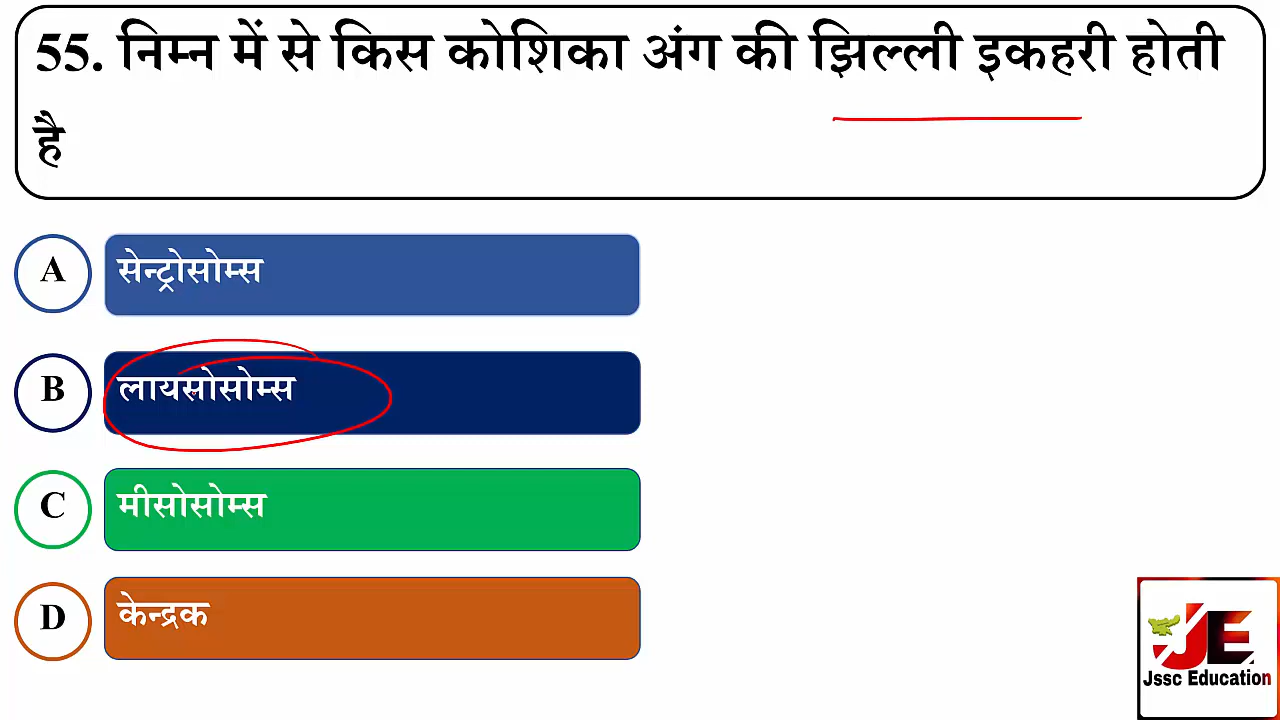 55. निम्न में से किस कोशिका अंग की झिल्ली इकहरी होती
है
A सेन्ट्रोसोम्स
B लायसोसोम्स
C मीसोसोम्स
D केन्द्रक
JE
Jssc Education